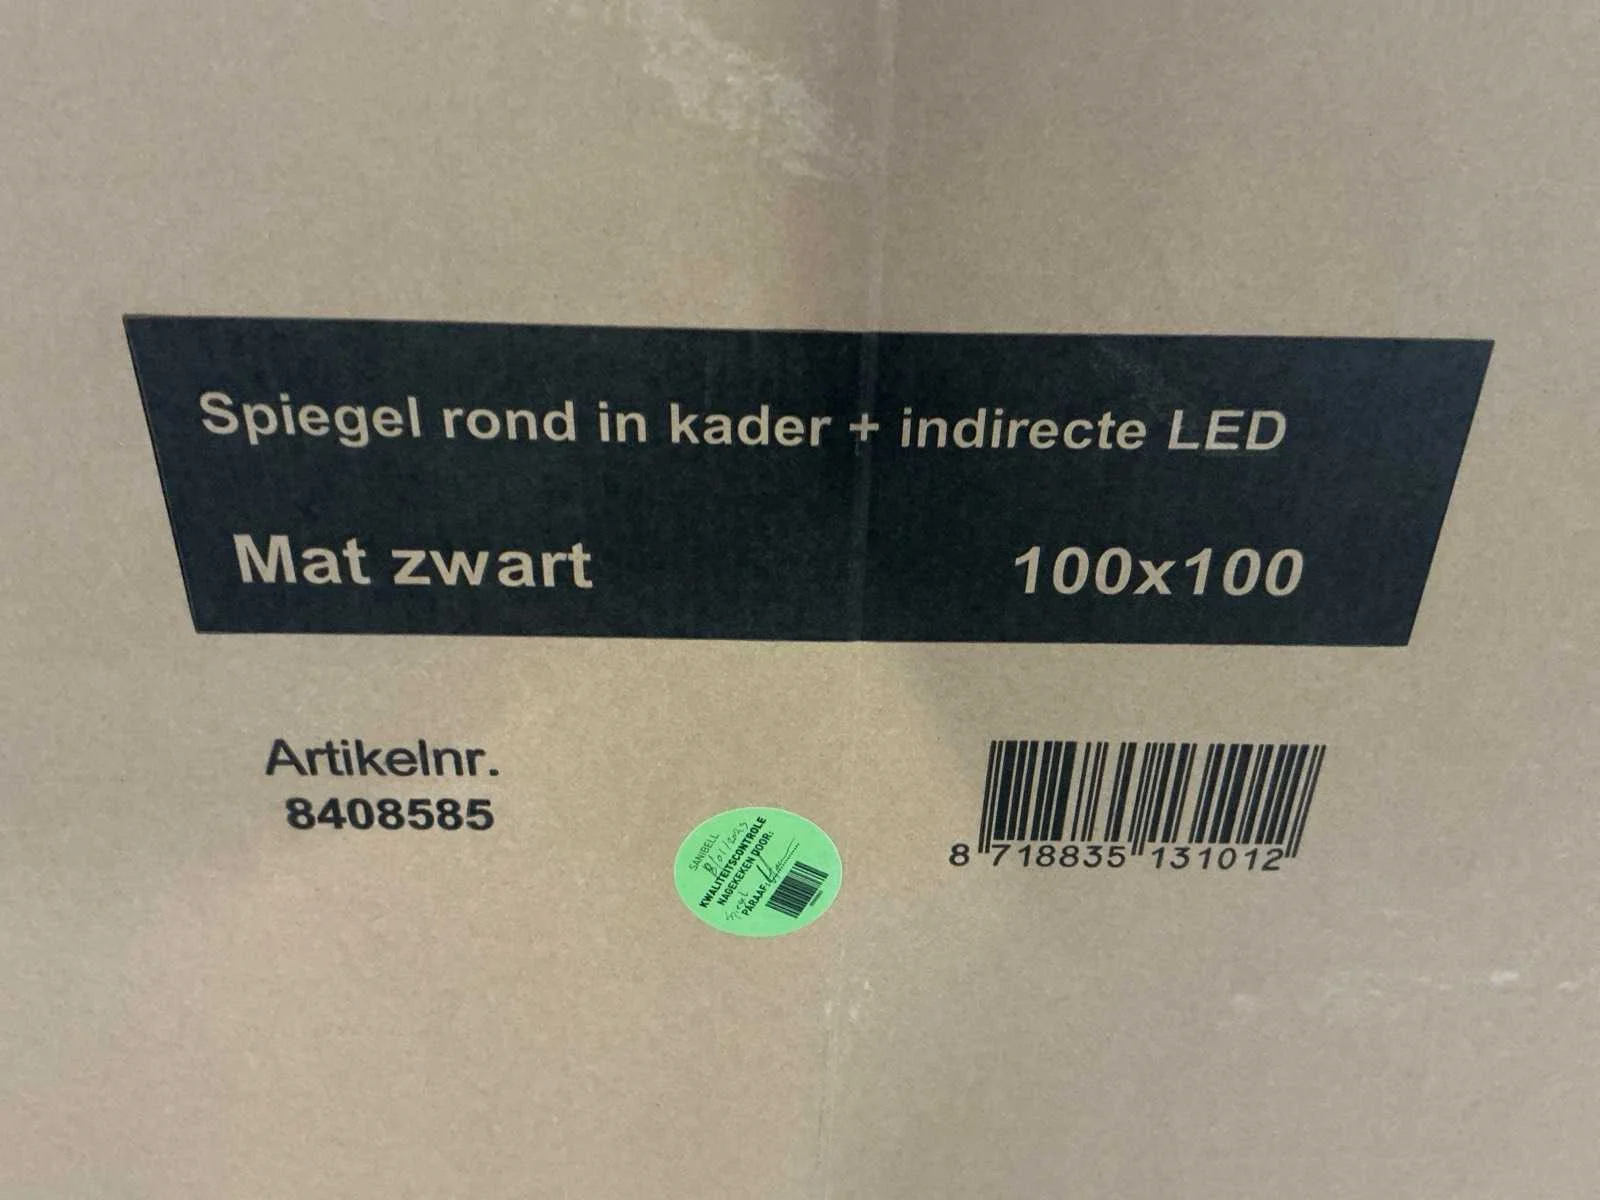 Spiegel rond in kader + indirecte LED
Mat zwart 100x100
Artikelnr.
8408585
8 718835 131012
SANIBELL
KWALITEITSCONTROLE
NAGEKEKEN DOOR:
PARAAF: